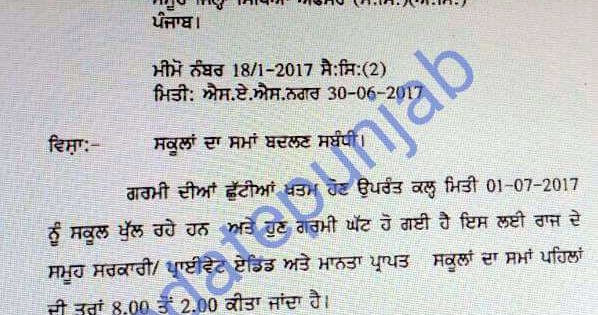 ਸਮੂਹ ਜਿਲ੍ਹਾ ਸਿੱਖਿਆ ਅਫਸਰ (ਸੈ.ਸਿ.)(ਐ.ਸਿ.)
ਪੰਜਾਬ।
ਮੀਮੋ ਨੰਬਰ 18/1-2017 ਸੈ:ਸਿ:(2)
ਮਿਤੀ: ਐਸ.ਏ.ਐਸ.ਨਗਰ 30-06-2017
ਵਿਸ਼ਾ:- ਸਕੂਲਾਂ ਦਾ ਸਮਾਂ ਬਦਲਣ ਸਬੰਧੀ।
ਗਰਮੀ ਦੀਆਂ ਛੁੱਟੀਆਂ ਖਤਮ ਹੋਣ ਉਪਰੰਤ ਕਲ੍ਹ ਮਿਤੀ 01-07-2017
ਨੂੰ ਸਕੂਲ ਖੁੱਲ ਰਹੇ ਹਨ ਅਤੇ ਹੁਣ ਗਰਮੀ ਘੱਟ ਹੋ ਗਈ ਹੈ ਇਸ ਲਈ ਰਾਜ ਦੇ
ਸਮੂਹ ਸਰਕਾਰੀ/ ਪ੍ਰਾਈਵੇਟ ਏਡਿਡ ਅਤੇ ਮਾਨਤਾ ਪ੍ਰਾਪਤ ਸਕੂਲਾਂ ਦਾ ਸਮਾਂ ਪਹਿਲਾਂ
ਦੀ ਤਰਾਂ 8.00 ਤੋਂ 2.00 ਕੀਤਾ ਜਾਂਦਾ ਹੈ।
datepunjab